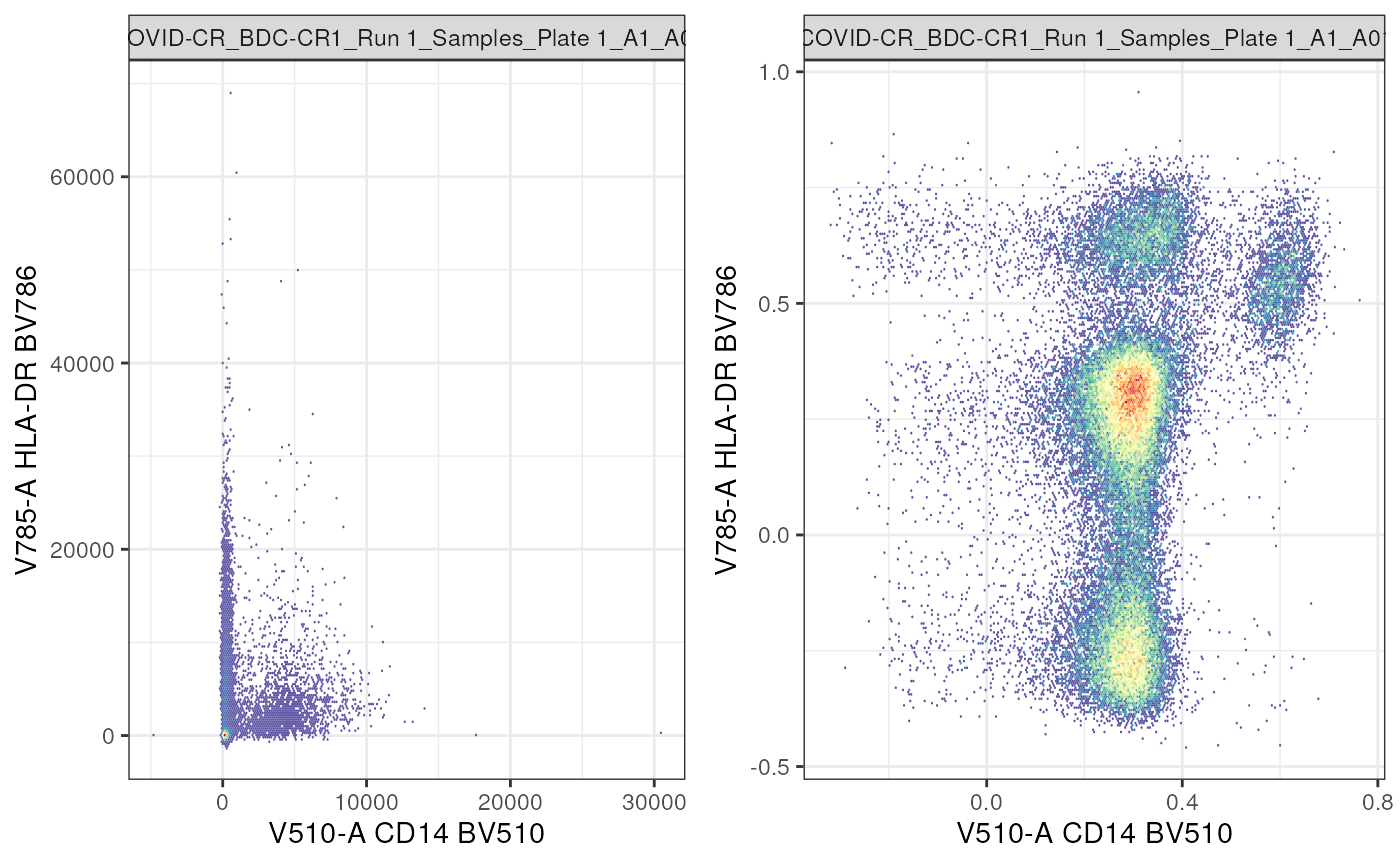 OVID-CR_BDC-CR1_Run 1_Samples_Plate 1_A1_A0
V785-A HLA-DR BV786
60000
40000
20000
0
0 10000 20000 30000
V510-A CD14 BV510
COVID-CR_BDC-CR1_Run 1_Samples_Plate 1_A1_A0
V785-A HLA-DR BV786
1.0
0.5
0.0
-0.5
0.0 0.4 0.8
V510-A CD14 BV510